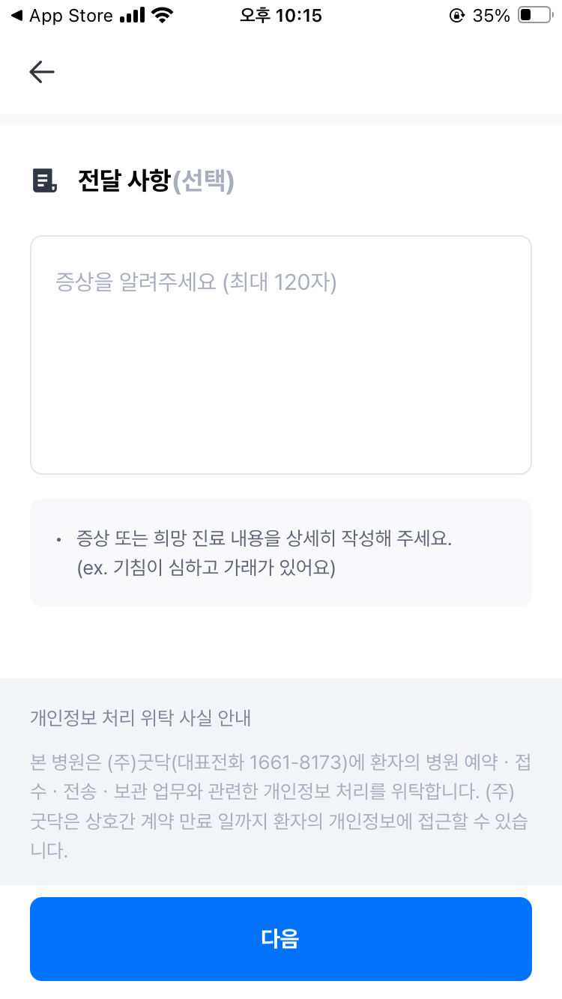 ◀ App Store 오후 10:15 35%
전달 사항(선택)
증상을 알려주세요 (최대 120자)
• 증상 또는 희망 진료 내용을 상세히 작성해 주세요.
(ex. 기침이 심하고 가래가 있어요)
개인정보 처리 위탁 사실 안내
본 병원은 (주)굿닥(대표전화 1661-8173)에 환자의 병원 예약 · 접
수 · 전송 · 보관 업무와 관련한 개인정보 처리를 위탁합니다. (주)
굿닥은 상호간 계약 만료 일까지 환자의 개인정보에 접근할 수 있습
니다.
다음